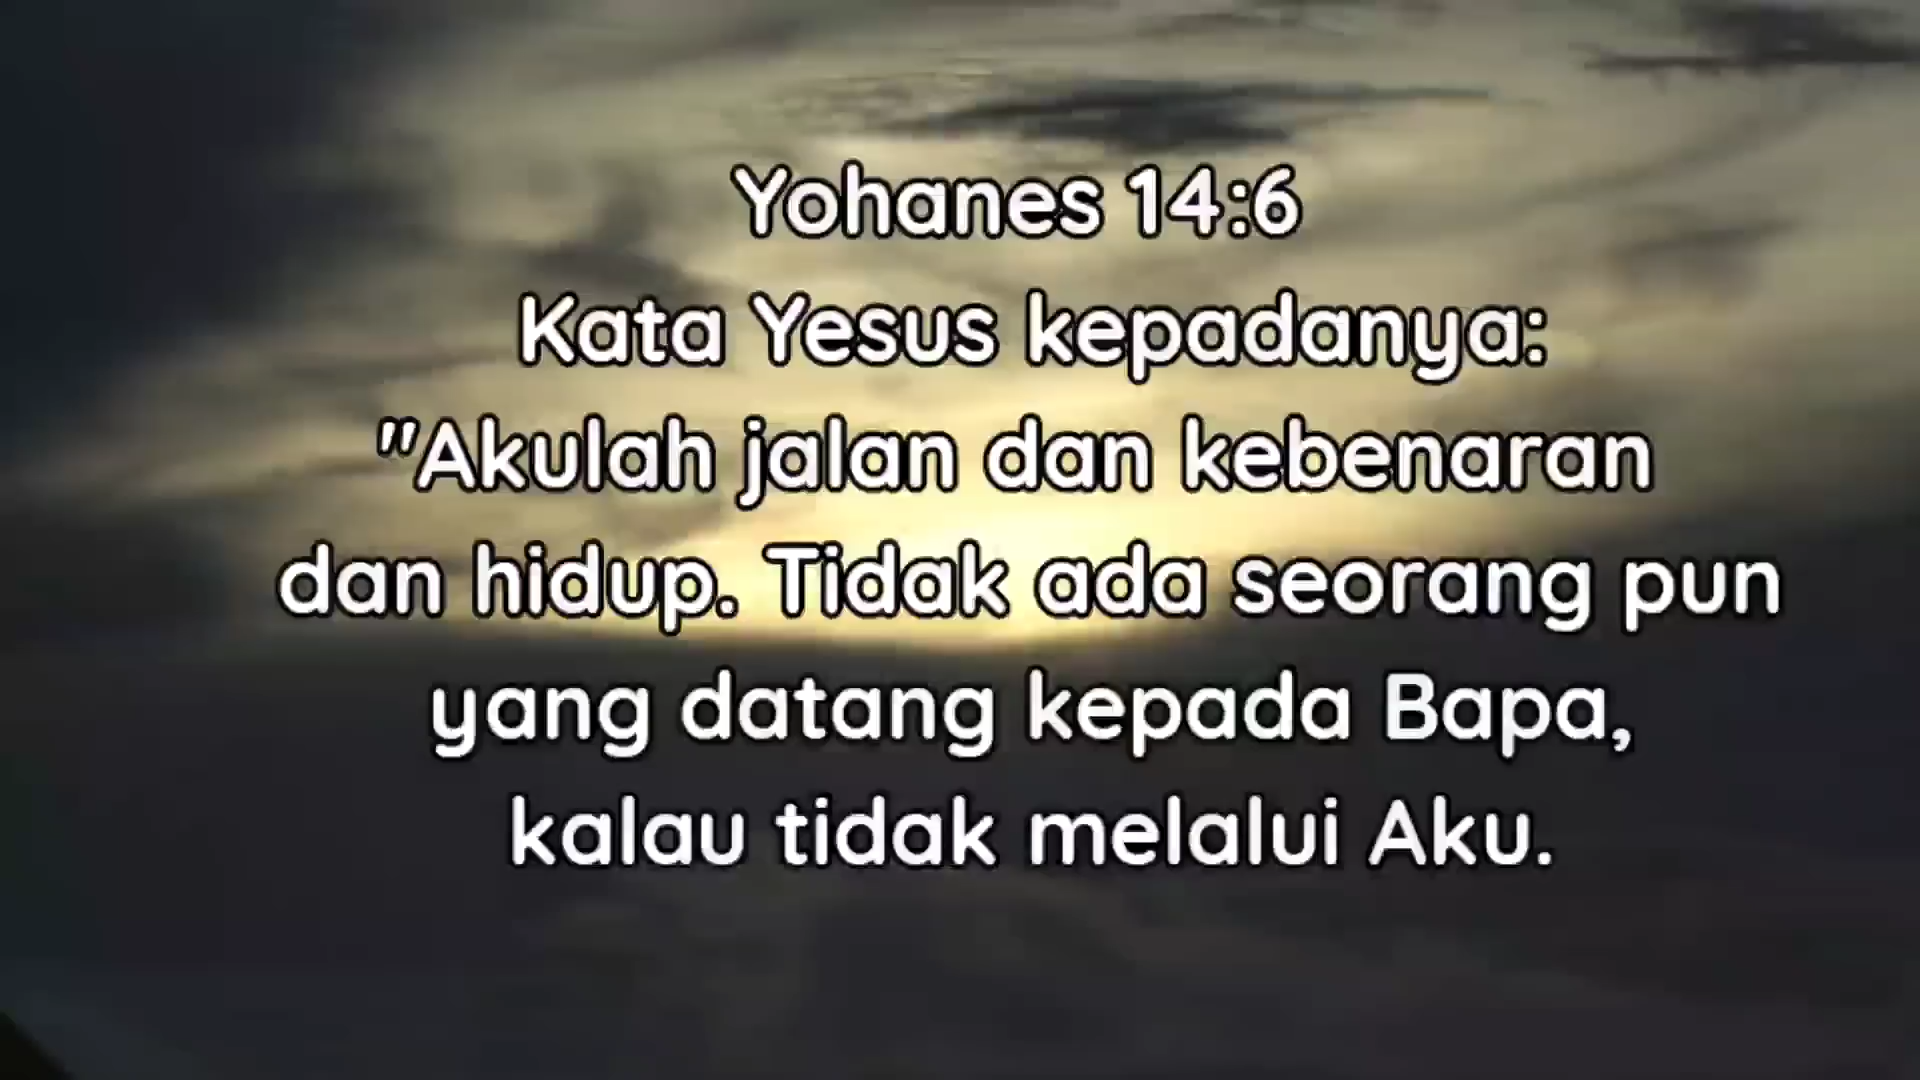 Yohanes 14:6
Kata Yesus kepadanya:
"Akulah jalan dan kebenaran
dan hidup. Tidak ada seorang pun
yang datang kepada Bapa,
kalau tidak melalui Aku.